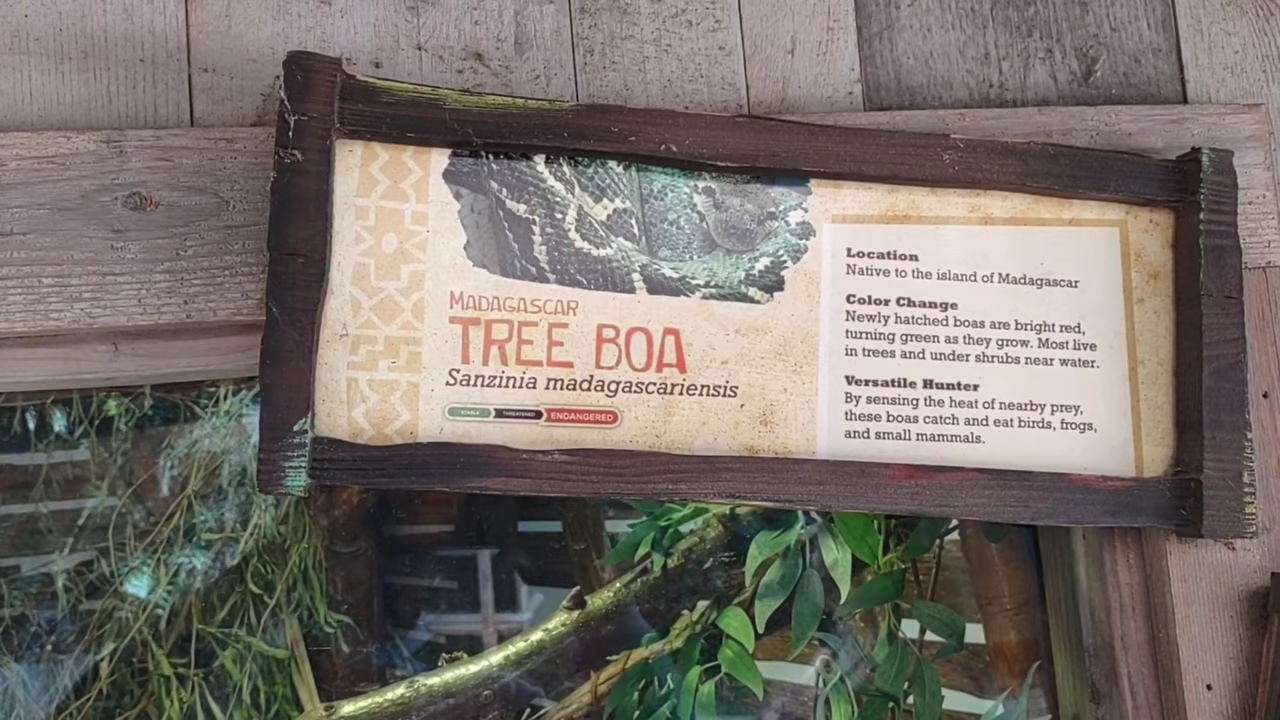 MADAGASCAR
TREE BOA
Sanzinia madagascariensis
STABLE THREATENED ENDANGERED
Location
Native to the island of Madagascar
Color Change
Newly hatched boas are bright red,
turning green as they grow. Most live
in trees and under shrubs near water.
Versatile Hunter
By sensing the heat of nearby prey,
these boas catch and eat birds, frogs,
and small mammals.